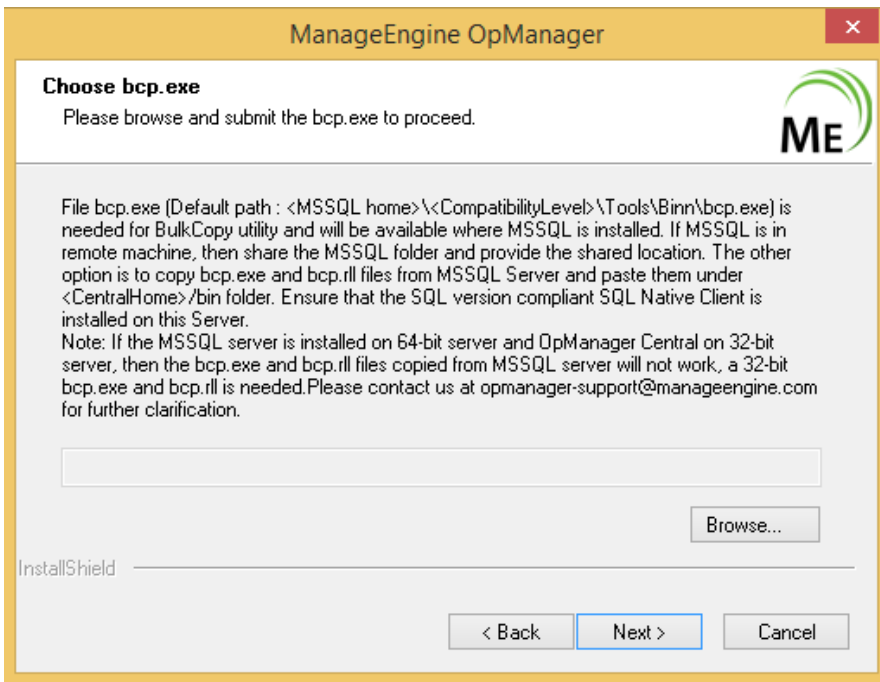 ManageEngine OpManager
Choose bcp.exe
Please browse and submit the bcp.exe to proceed.
ME
File bcp.exe (Default path : <MSSQL home>\<CompatibilityLevel>\Tools\Binn\bcp.exe) is
needed for BulkCopy utility and will be available where MSSQL is installed. If MSSQL is in
remote machine, then share the MSSQL folder and provide the shared location. The other
option is to copy bcp.exe and bcp.rll files from MSSQL Server and paste them under
<CentralHome>/bin folder. Ensure that the SQL version compliant SQL Native Client is
installed on this Server.
Note: If the MSSQL server is installed on 64-bit server and OpManager Central on 32-bit
server, then the bcp.exe and bcp.rll files copied from MSSQL server will not work, a 32-bit
bcp.exe and bcp.rll is needed.Please contact us at opmanager-support@manageengine.com
for further clarification.
Browse...
InstallShield
< Back Next > Cancel